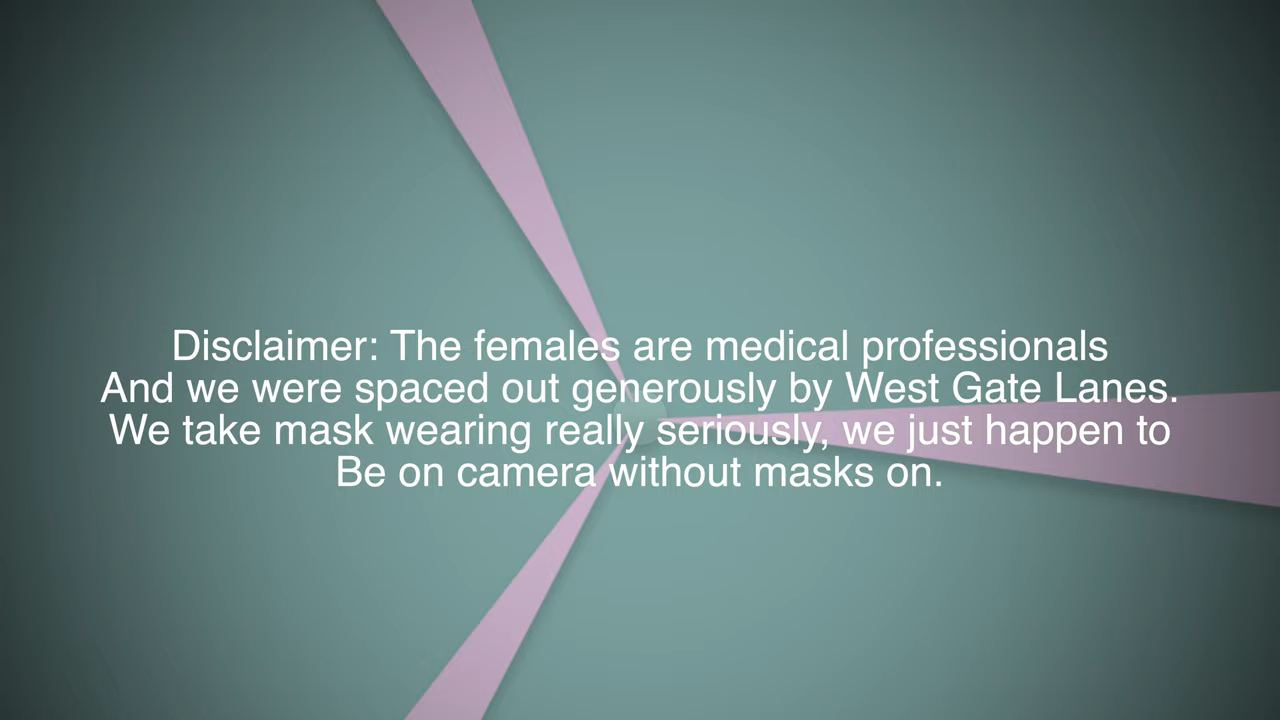 Disclaimer: The females are medical professionals
And we were spaced out generously by West Gate Lanes.
We take mask wearing really seriously, we just happen to
Be on camera without masks on.